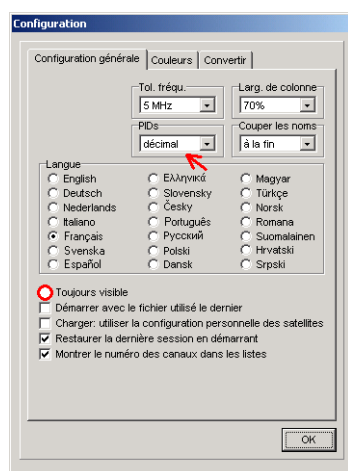 Configuration
Configuration générale Couleurs Convertir
Tol. fréqu. Larg. de colonne
5 MHz 70%
PIDs Couper les noms
décimal à la fin
Langue
English Ελληνικά Magyar
Deutsch Slovensky Türkçe
Nederlands Česky Norsk
Italiano Português Romana
Français Русский Suomalainen
Svenska Polski Hrvatski
Español Dansk Srpski
Toujours visible
Démarrer avec le fichier utilisé le dernier
Charger: utiliser la configuration personnelle des satellites
Restaurer la dernière session en démarrant
Montrer le numéro des canaux dans les listes
OK